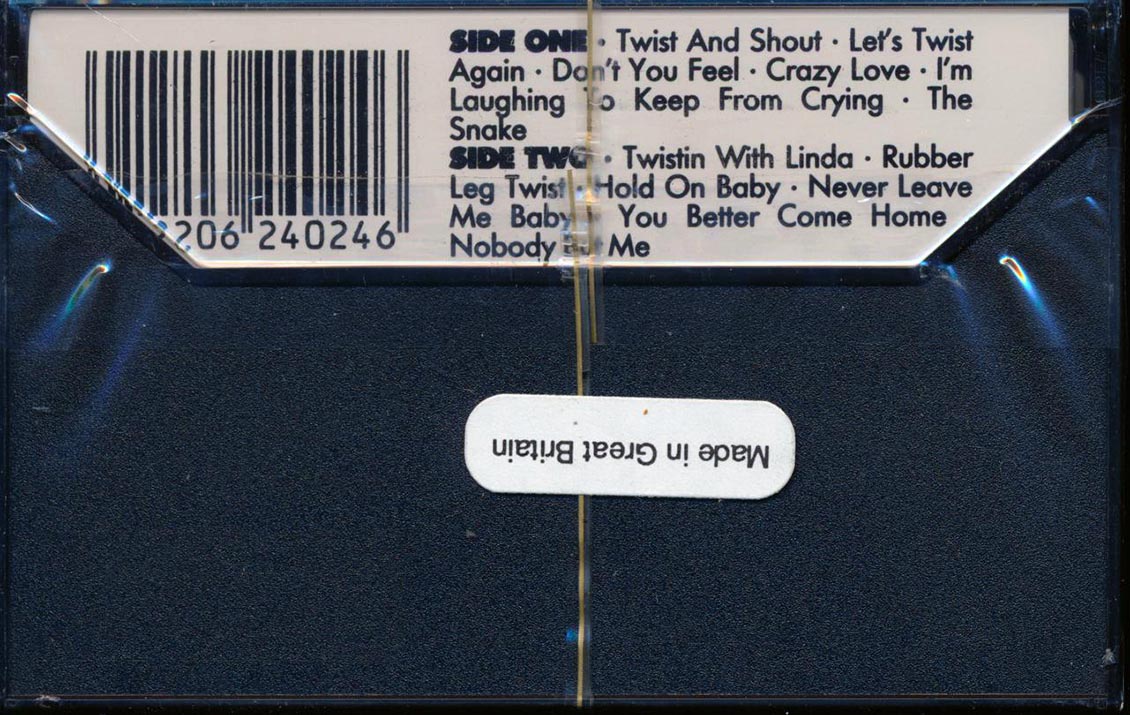 SIDE ONE · Twist And Shout · Let's Twist
Again · Don't You Feel · Crazy Love · I'm
Laughing To Keep From Crying · The
Snake
SIDE TWO · Twistin With Linda · Rubber
Leg Twist · Hold On Baby · Never Leave
Me Baby · You Better Come Home
Nobody But Me
206 240246
Made in Great Britain